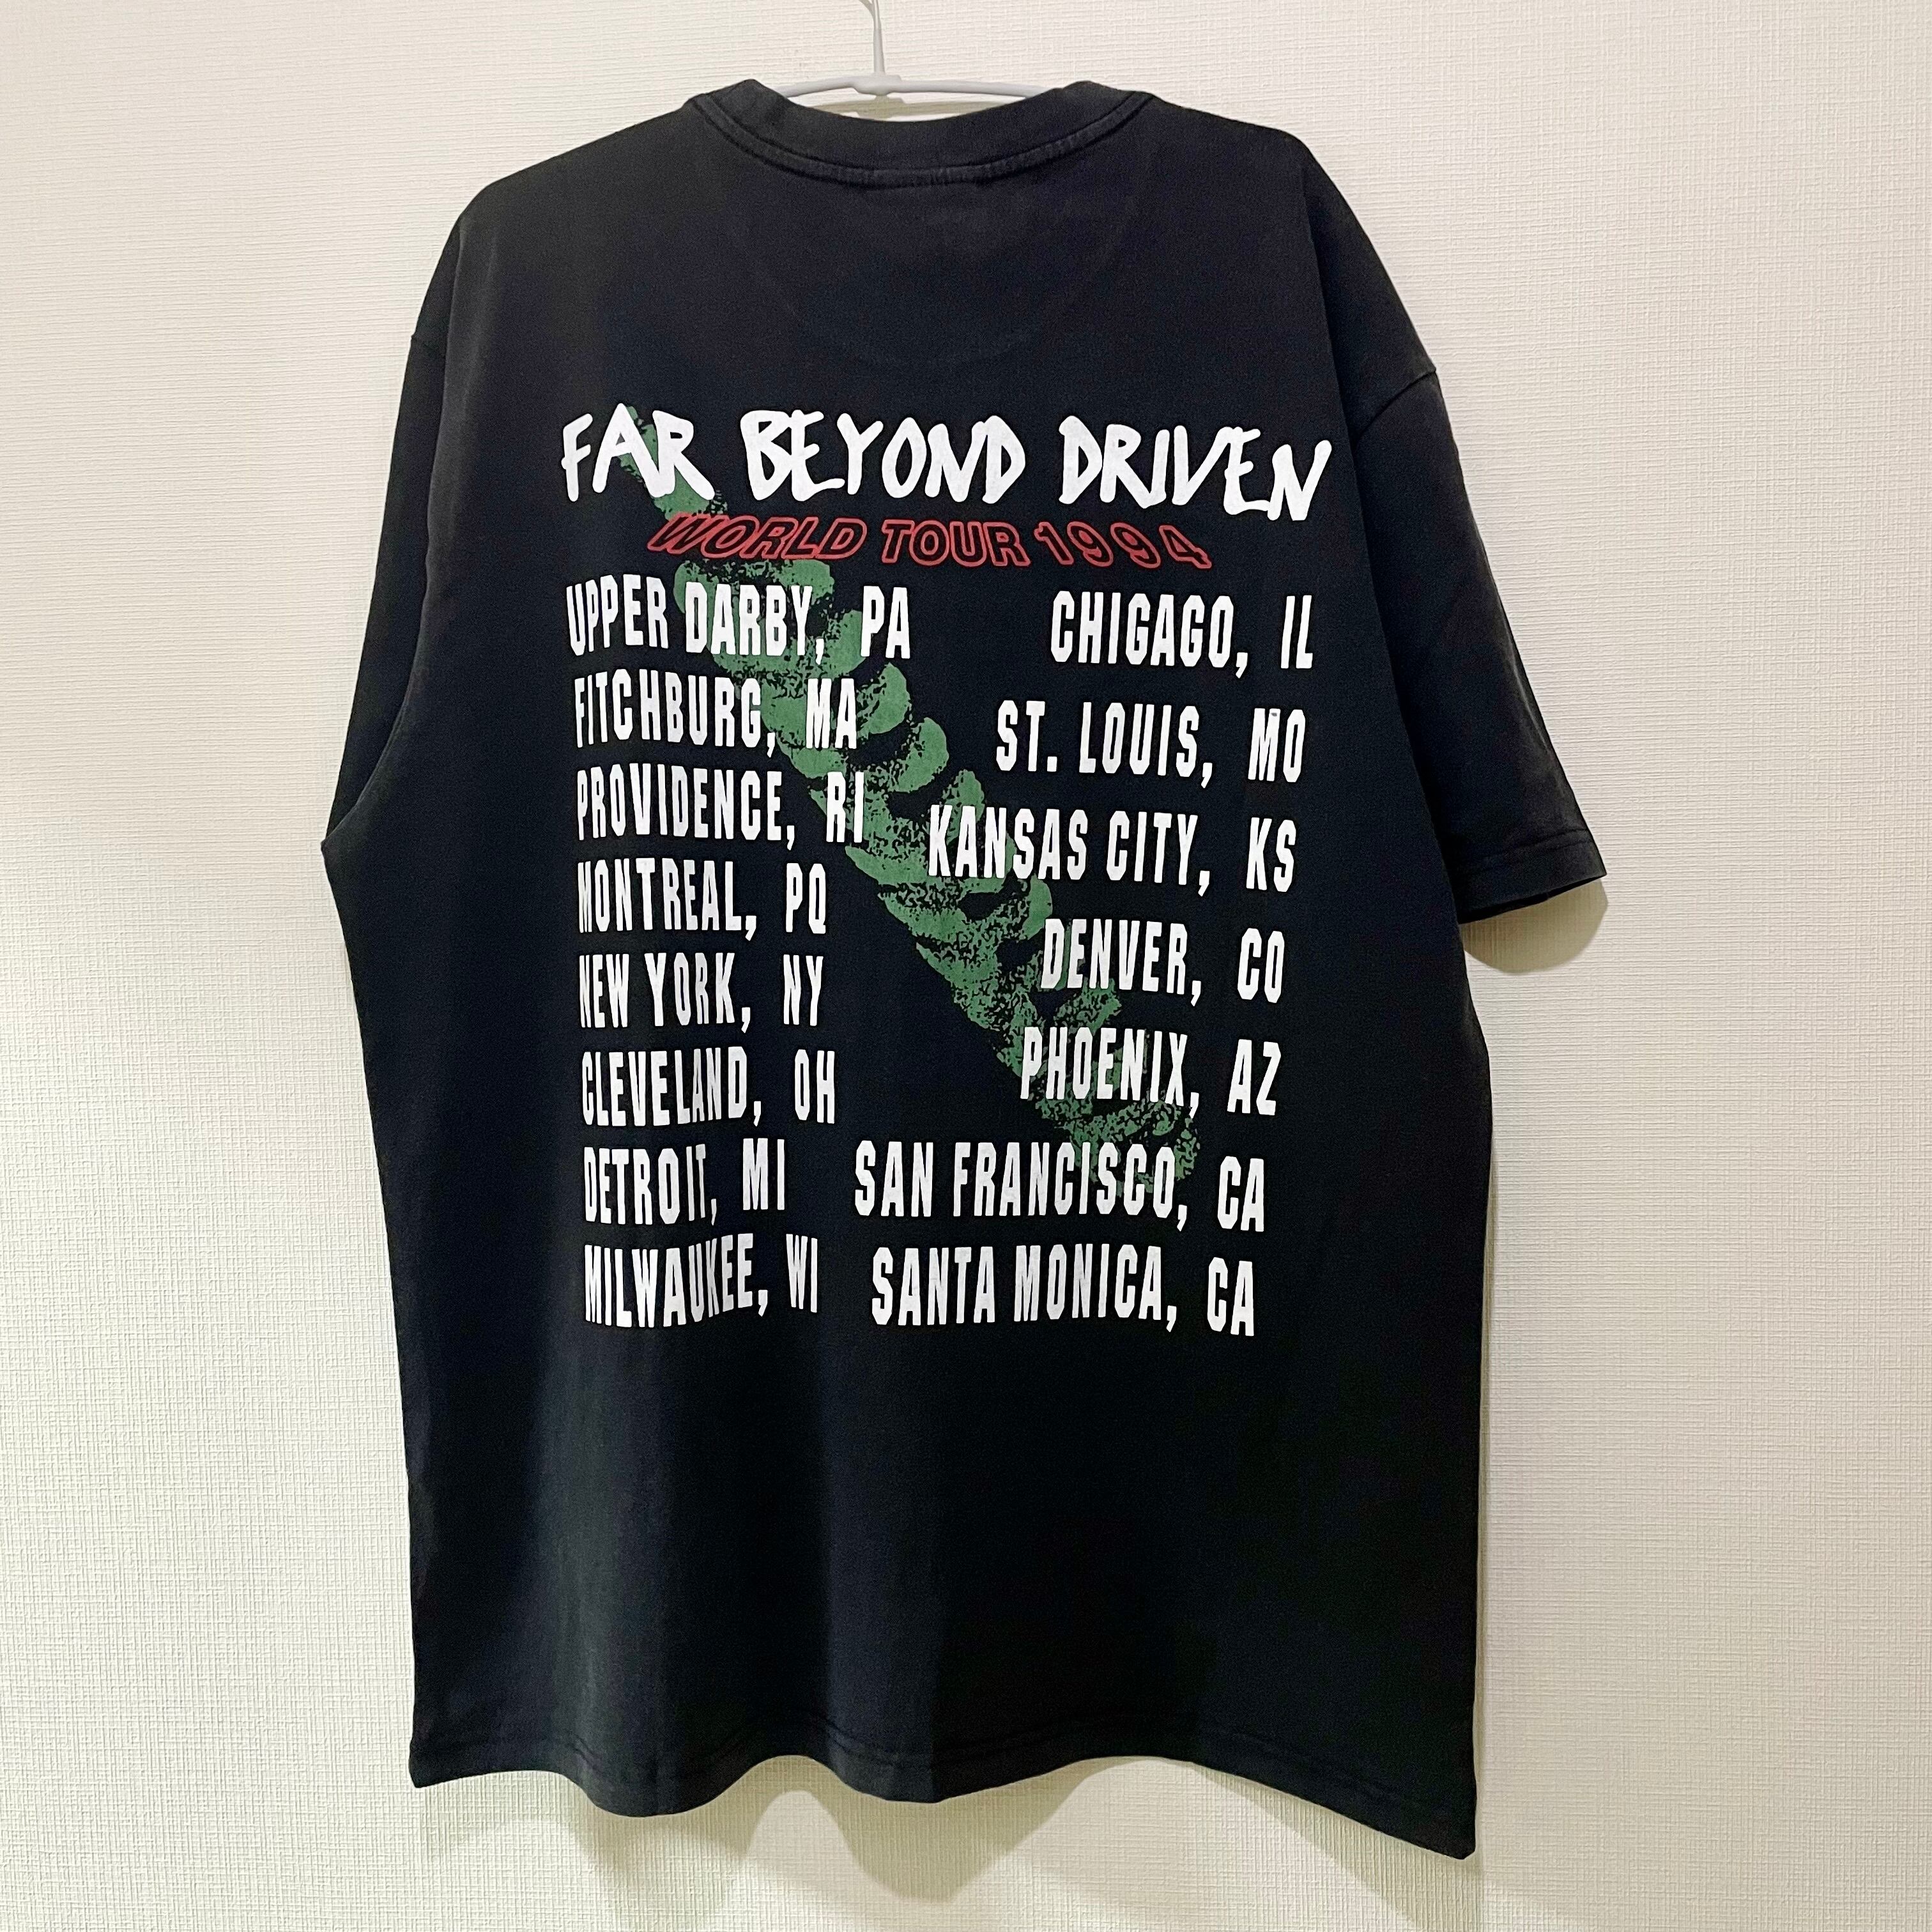 FAR BEYOND DRIVEN
WORLD TOUR 1994
UPPER DARBY, PA
FITCHBURG, MA
PROVIDENCE, RI
MONTREAL, PQ
NEW YORK, NY
CLEVELAND, OH
DETROIT, MI
MILWAUKEE, WI
CHIGAGO, IL
ST. LOUIS, MO
KANSAS CITY, KS
DENVER, CO
PHOENIX, AZ
SAN FRANCISCO, CA
SANTA MONICA, CA